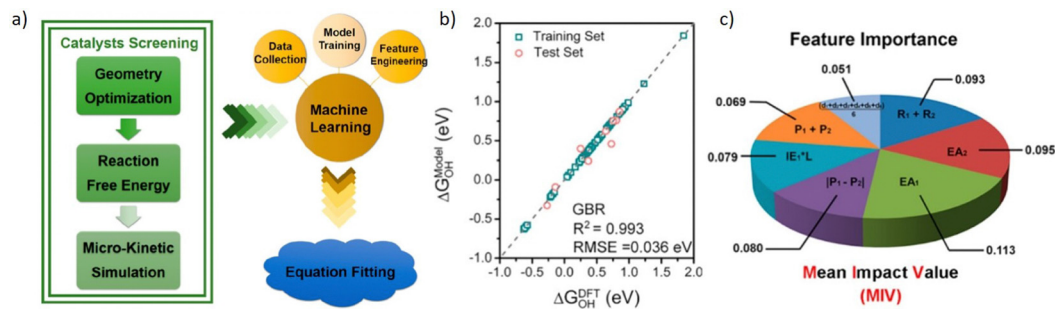 a)
Catalysts Screening
Geometry
Optimization
Reaction
Free Energy
Micro-Kinetic
Simulation
Data
Collection
Model
Training
Feature
Engineering
Machine
Learning
Equation Fitting
b)
ΔG_OH^Model (eV)
2.0
1.5
1.0
0.5
0.0
-0.5
-1.0
Training Set
Test Set
GBR
R² = 0.993
RMSE =0.036 eV
-1.0 -0.5 0.0 0.5 1.0 1.5 2.0
ΔG_OH^DFT (eV)
c)
Feature Importance
0.051
0.093
R₁ + R₂
0.095
EA₂
0.113
EA₁
0.080
|P₁ - P₂|
0.079
IE₁*L
0.069
P₁ + P₂
Mean Impact Value
(MIV)